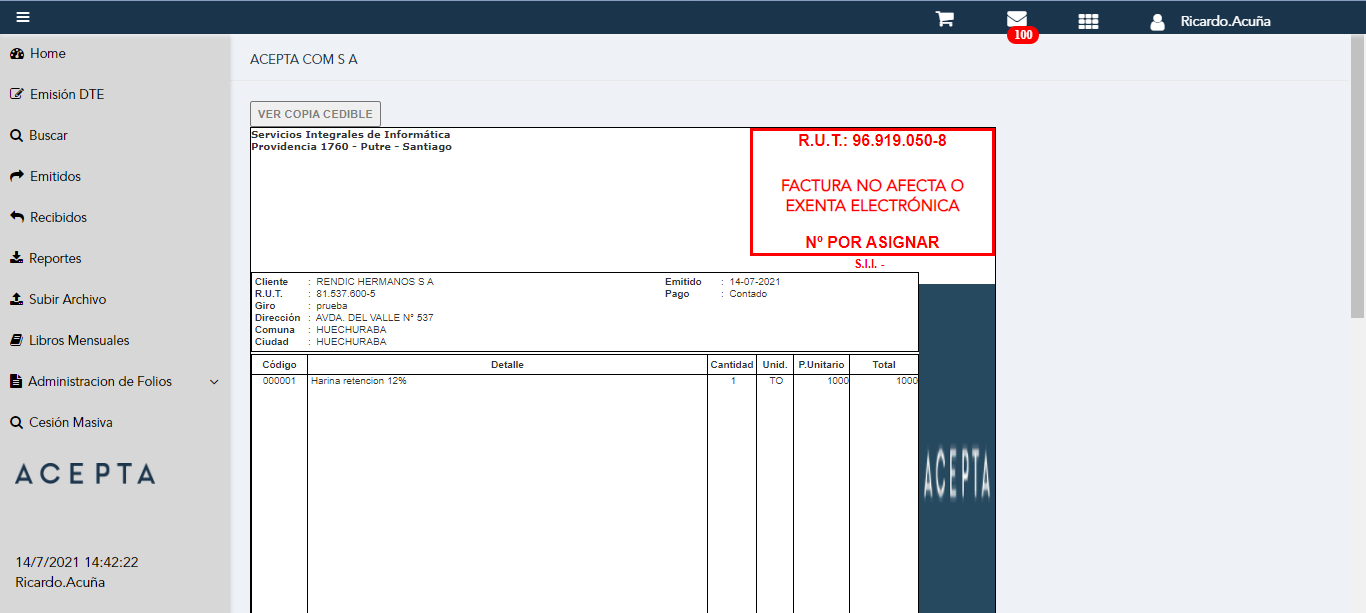 Ricardo.Acuña
100
Home
Emisión DTE
Buscar
Emitidos
Recibidos
Reportes
Subir Archivo
Libros Mensuales
Administracion de Folios
Cesión Masiva
ACEPTA
14/7/2021 14:42:22
Ricardo.Acuña
ACEPTA COM S A
VER COPIA CEDIBLE
Servicios Integrales de Informática
Providencia 1760 - Putre - Santiago
R.U.T.: 96.919.050-8
FACTURA NO AFECTA O
EXENTA ELECTRÓNICA
Nº POR ASIGNAR
S.I.I. -
Cliente : RENDIC HERMANOS S A Emitido : 14-07-2021
R.U.T. : 81.537.600-5 Pago : Contado
Giro : prueba
Dirección : AVDA. DEL VALLE N° 537
Comuna : HUECHURABA
Ciudad : HUECHURABA
Código Detalle Cantidad Unid. P.Unitario Total
000001 Harina retencion 12% 1 TO 1000 1000
ACEPTA